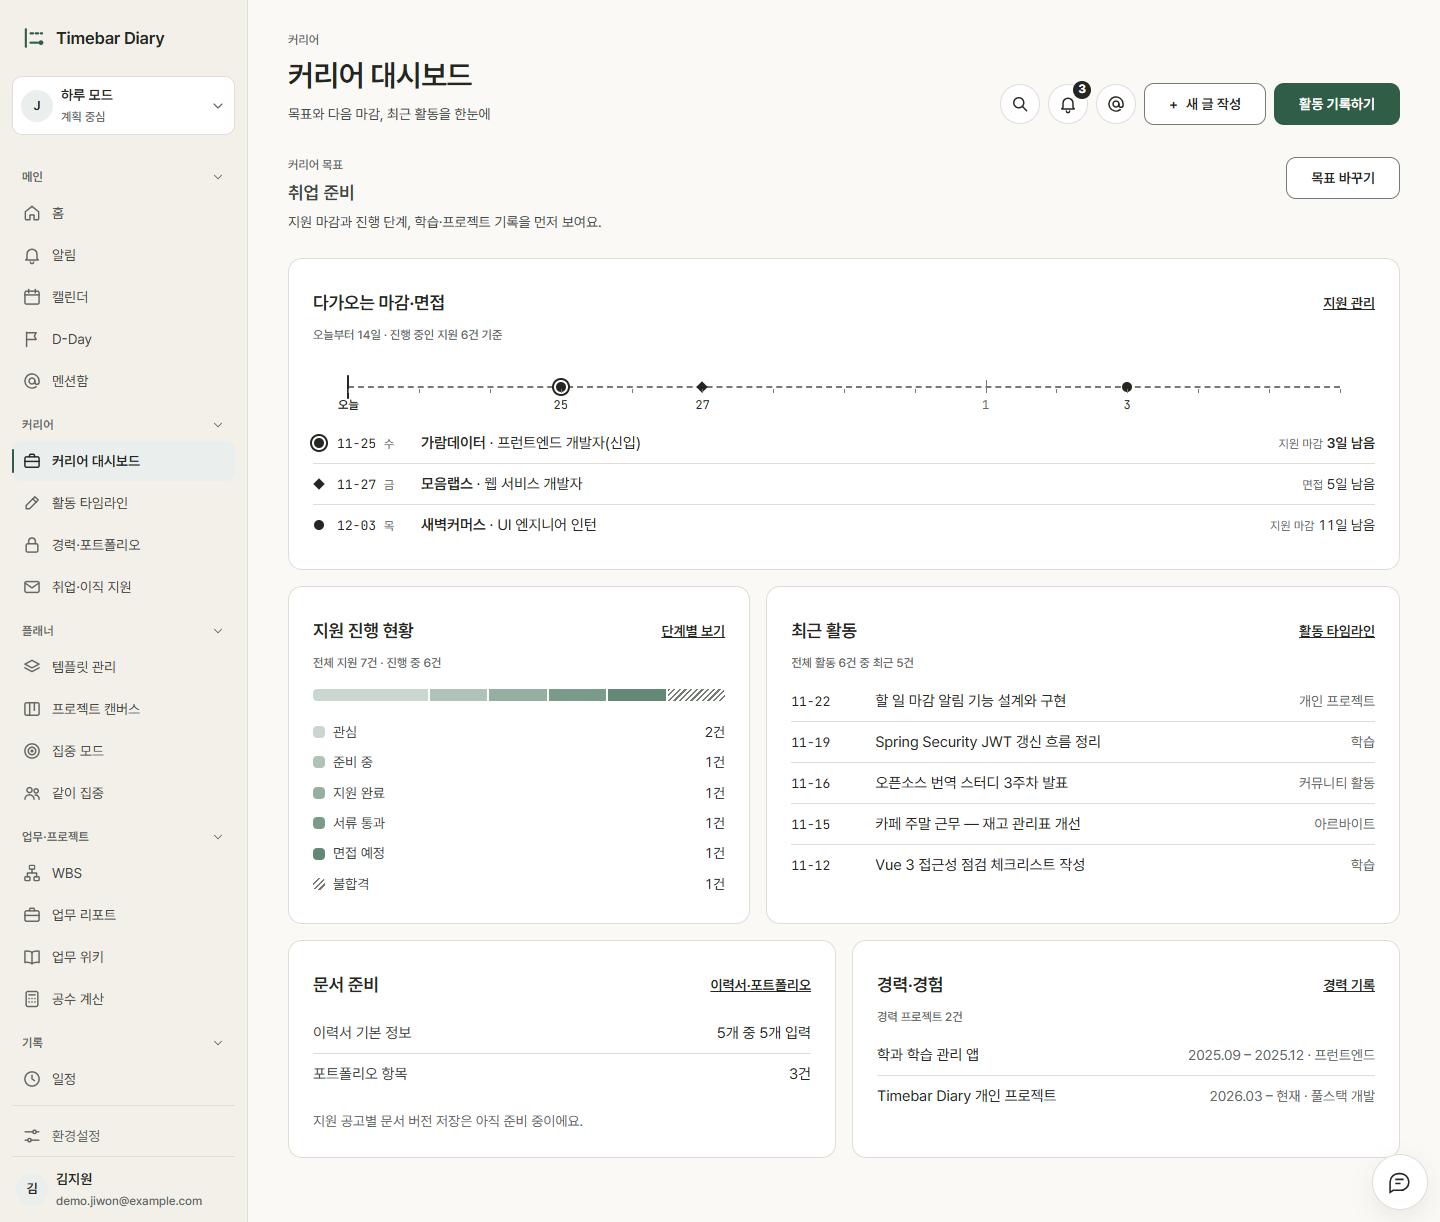 Timebar Diary
J
하루 모드
계획 중심
메인
홈
알림
캘린더
D-Day
멘션함
커리어
커리어 대시보드
활동 타임라인
경력·포트폴리오
취업·이직 지원
플래너
템플릿 관리
프로젝트 캔버스
집중 모드
같이 집중
업무·프로젝트
WBS
업무 리포트
업무 위키
공수 계산
기록
일정
환경설정
김
김지원
demo.jiwon@example.com
커리어
커리어 대시보드
목표와 다음 마감, 최근 활동을 한눈에
3
+ 새 글 작성
활동 기록하기
커리어 목표
취업 준비
지원 마감과 진행 단계, 학습·프로젝트 기록을 먼저 보여요.
목표 바꾸기
다가오는 마감·면접
지원 관리
오늘부터 14일 · 진행 중인 지원 6건 기준
오늘 25 27 1 3
11-25 수 가람데이터 · 프런트엔드 개발자(신입) 지원 마감 3일 남음
11-27 금 모음랩스 · 웹 서비스 개발자 면접 5일 남음
12-03 목 새벽커머스 · UI 엔지니어 인턴 지원 마감 11일 남음
지원 진행 현황
단계별 보기
전체 지원 7건 · 진행 중 6건
관심 2건
준비 중 1건
지원 완료 1건
서류 통과 1건
면접 예정 1건
불합격 1건
최근 활동
활동 타임라인
전체 활동 6건 중 최근 5건
11-22 할 일 마감 알림 기능 설계와 구현 개인 프로젝트
11-19 Spring Security JWT 갱신 흐름 정리 학습
11-16 오픈소스 번역 스터디 3주차 발표 커뮤니티 활동
11-15 카페 주말 근무 — 재고 관리표 개선 아르바이트
11-12 Vue 3 접근성 점검 체크리스트 작성 학습
문서 준비
이력서·포트폴리오
이력서 기본 정보 5개 중 5개 입력
포트폴리오 항목 3건
지원 공고별 문서 버전 저장은 아직 준비 중이에요.
경력·경험
경력 기록
경력 프로젝트 2건
학과 학습 관리 앱 2025.09 – 2025.12 · 프런트엔드
Timebar Diary 개인 프로젝트 2026.03 – 현재 · 풀스택 개발